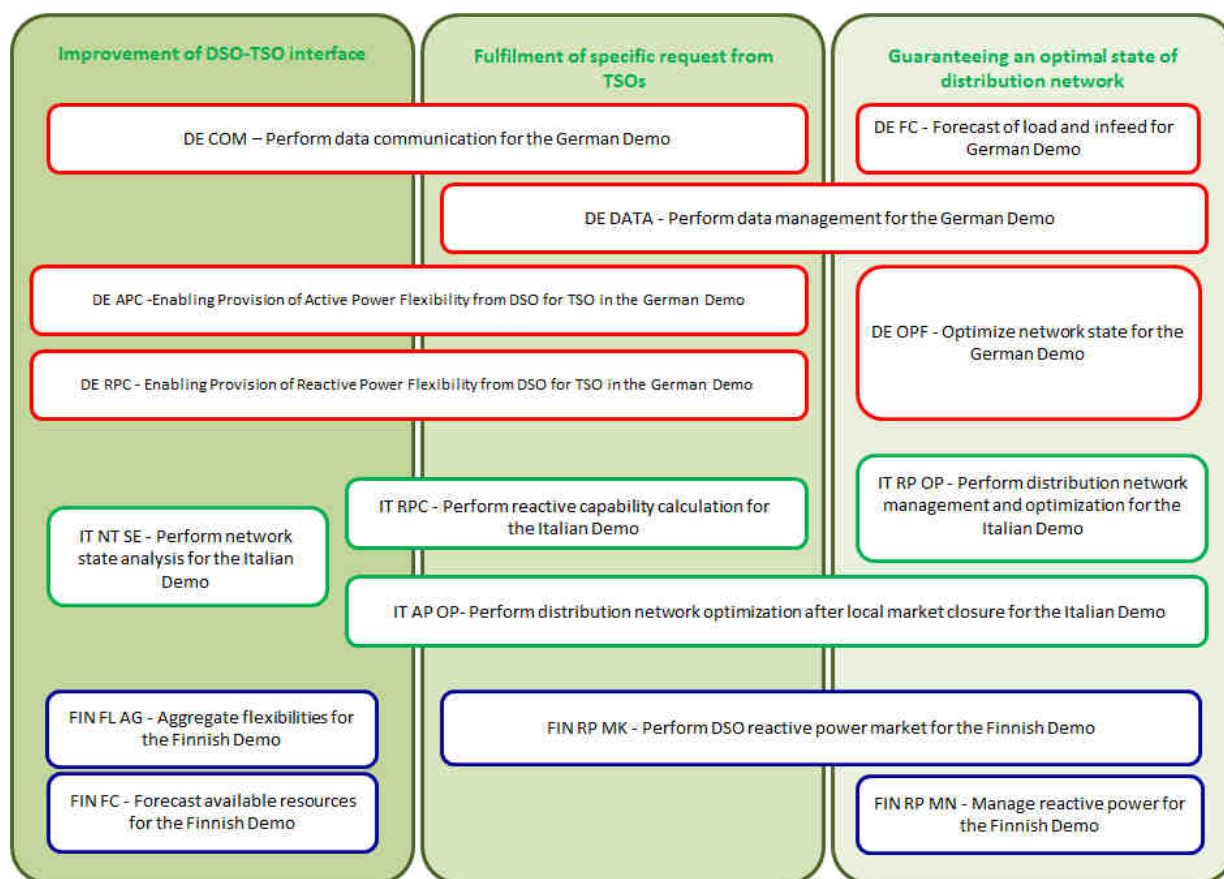 Improvement of DSO-TSO interface
Fulfilment of specific request from
TSOs
Guaranteeing an optimal state of
distribution network
DE COM – Perform data communication for the German Demo
DE FC - Forecast of load and infeed for
German Demo
DE DATA - Perform data management for the German Demo
DE APC -Enabling Provision of Active Power Flexibility from DSO for TSO in the German Demo
DE OPF - Optimize network state for the
German Demo
DE RPC - Enabling Provision of Reactive Power Flexibility from DSO for TSO in the German Demo
IT RPC - Perform reactive capability calculation for
the Italian Demo
IT RP OP - Perform distribution network
management and optimization for the
Italian Demo
IT NT SE - Perform network
state analysis for the Italian
Demo
IT AP OP- Perform distribution network optimization after local market closure for the Italian Demo
FIN FL AG - Aggregate flexibilities for
the Finnish Demo
FIN RP MK - Perform DSO reactive power market for the Finnish Demo
FIN FC - Forecast available resources
for the Finnish Demo
FIN RP MN - Manage reactive power for
the Finnish Demo